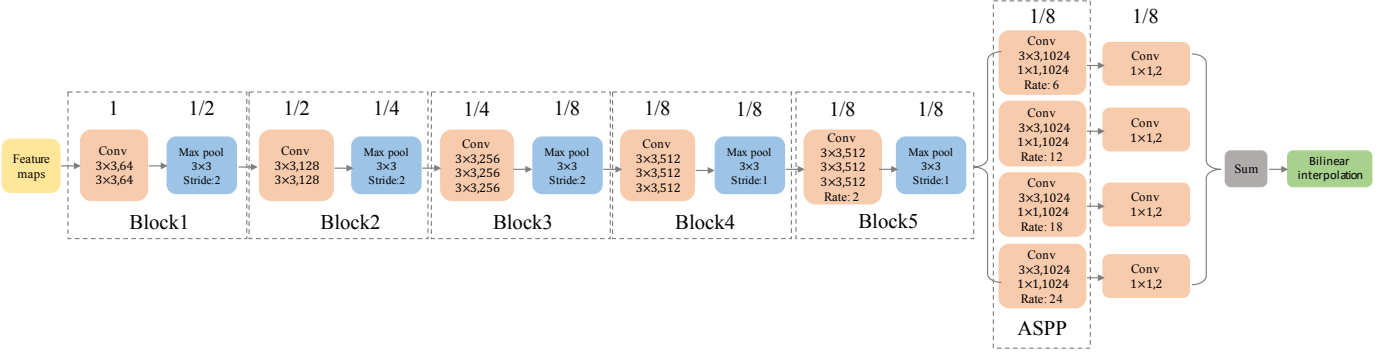 Feature
maps
1
Conv
3×3,64
3×3,64
1/2
Max pool
3×3
Stride:2
Block1
1/2
Conv
3×3,128
3×3,128
1/4
Max pool
3×3
Stride:2
Block2
1/4
Conv
3×3,256
3×3,256
3×3,256
1/8
Max pool
3×3
Stride:2
Block3
1/8
Conv
3×3,512
3×3,512
3×3,512
1/8
Max pool
3×3
Stride:1
Block4
1/8
Conv
3×3,512
3×3,512
3×3,512
Rate: 2
1/8
Max pool
3×3
Stride:1
Block5
1/8
Conv
3×3,1024
1×1,1024
Rate: 6
Conv
3×3,1024
1×1,1024
Rate: 12
Conv
3×3,1024
1×1,1024
Rate: 18
Conv
3×3,1024
1×1,1024
Rate: 24
ASPP
1/8
Conv
1×1,2
Conv
1×1,2
Conv
1×1,2
Conv
1×1,2
Sum
Bilinear
interpolation